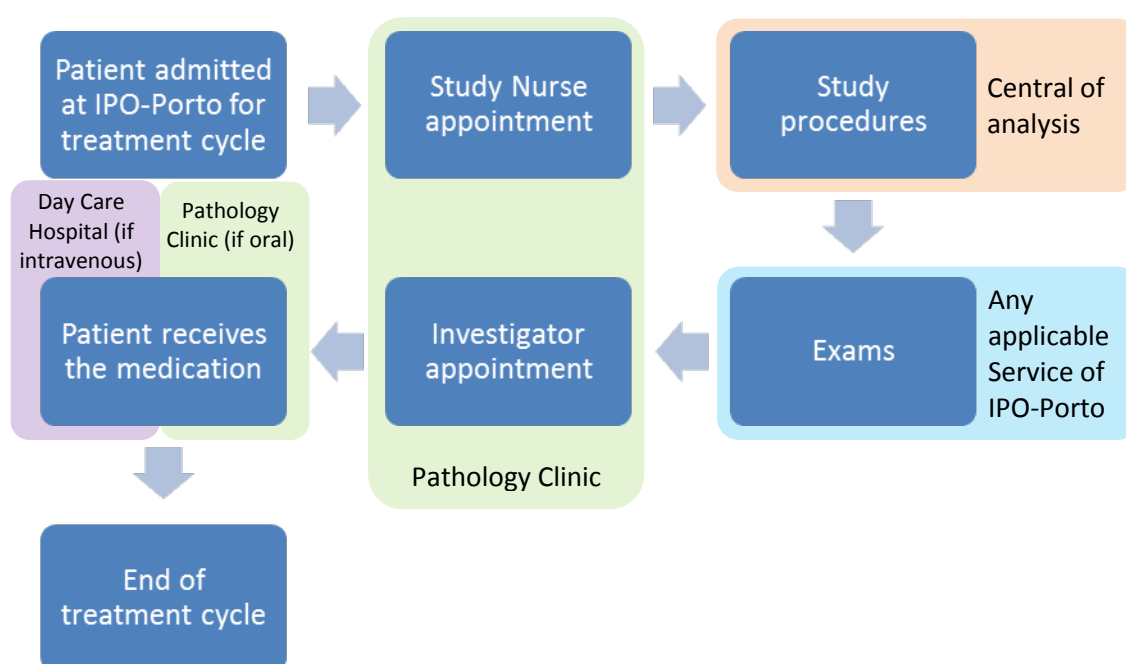 Patient admitted
at IPO-Porto for
treatment cycle
Study Nurse
appointment
Study
procedures
Central of
analysis
Day Care
Hospital (if
intravenous)
Pathology
Clinic (if oral)
Patient receives
the medication
Investigator
appointment
Exams
Any
applicable
Service of
IPO-Porto
Pathology Clinic
End of
treatment cycle